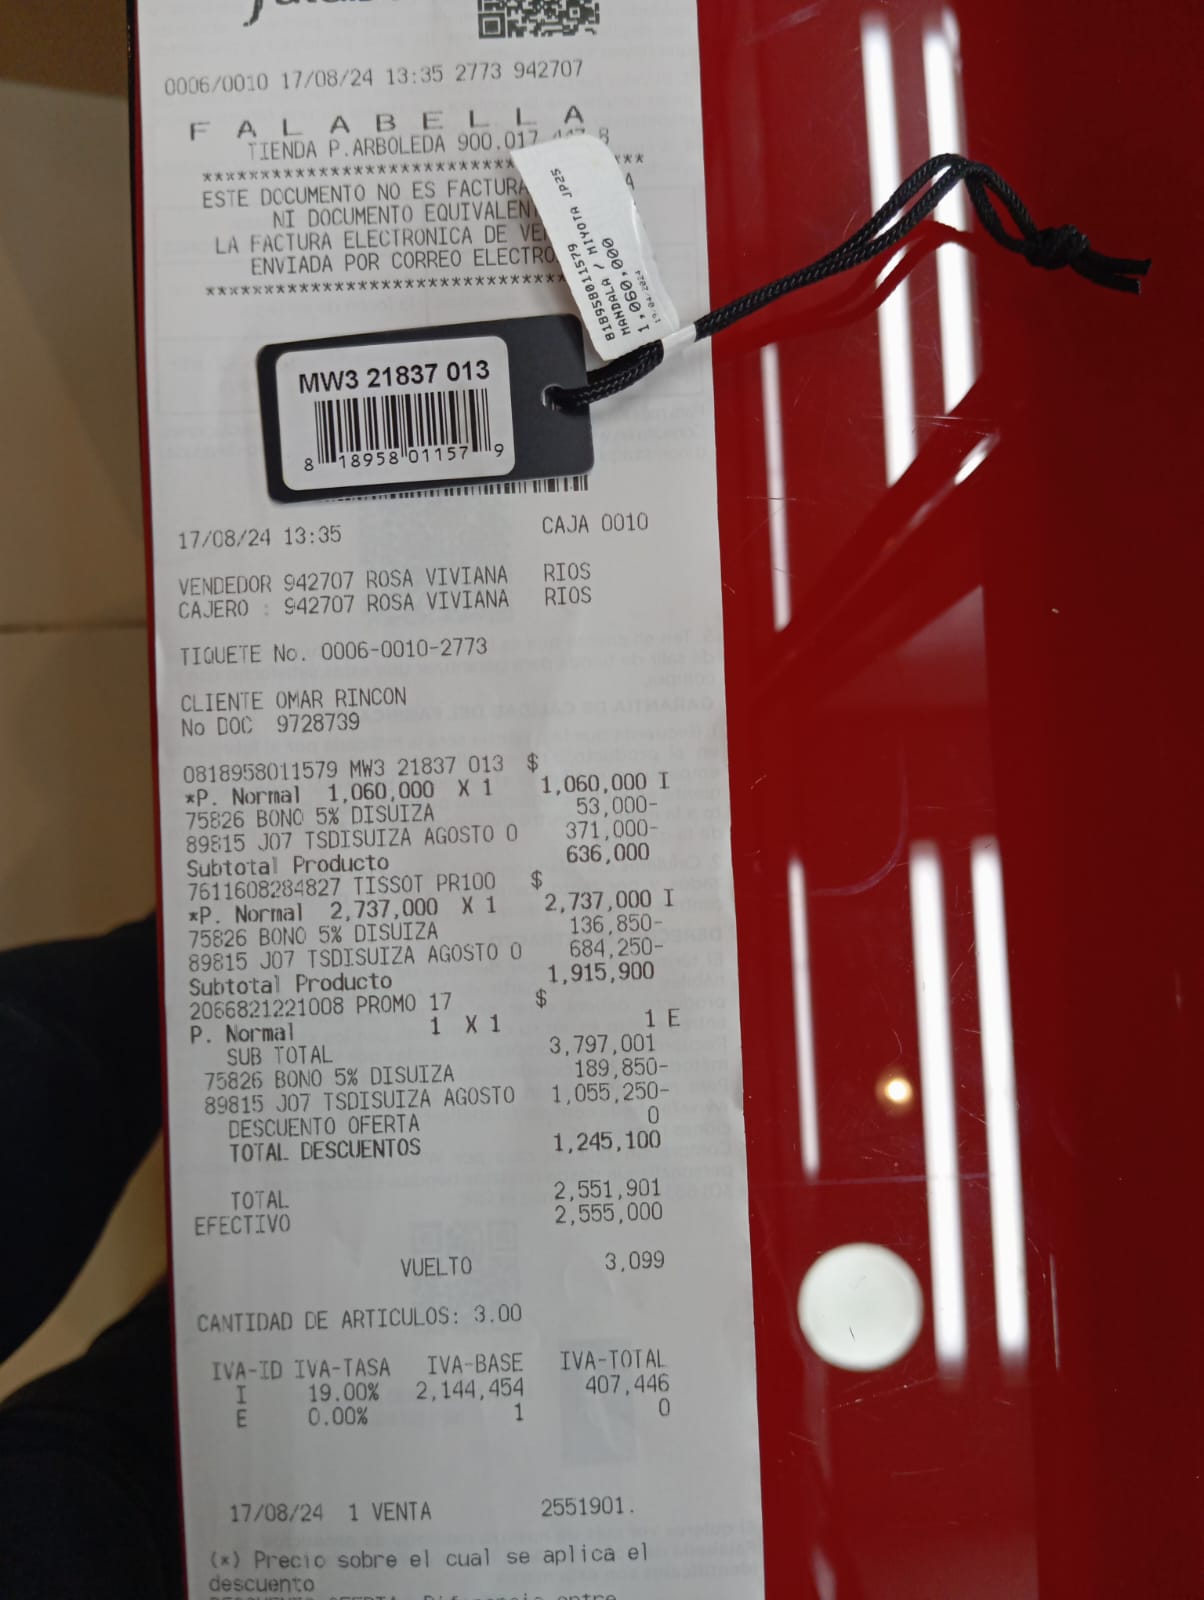 0006/0010 17/08/24 13:35 2773 942707
F A L A B E L L A
TIENDA P.ARBOLEDA 900.017
********************************
ESTE DOCUMENTO NO ES
NI DOCUMENTO
LA FACTURA ELECTRONICA DE
ENVIADA POR CORREO
********************************
818958011579
MANDALA / MIYOTA JP25
1,060,000
19.04.2024
MW3 21837 013
8 18958 01157 9
17/08/24 13:35 CAJA 0010
VENDEDOR 942707 ROSA VIVIANA RIOS
CAJERO : 942707 ROSA VIVIANA RIOS
TIQUETE No. 0006-0010-2773
CLIENTE OMAR RINCON
No DOC 9728739
0818958011579 MW3 21837 013 $
*P. Normal 1,060,000 X 1 1,060,000 I
75826 BONO 5% DISUIZA 53,000-
89815 J07 TSDISUIZA AGOSTO 0 371,000-
Subtotal Producto 636,000
7611608284827 TISSOT PR100 $
*P. Normal 2,737,000 X 1 2,737,000 I
75826 BONO 5% DISUIZA 136,850-
89815 J07 TSDISUIZA AGOSTO 0 684,250-
Subtotal Producto 1,915,900
2066821221008 PROMO 17 $
P. Normal 1 X 1 1 E
SUB TOTAL 3,797,001
75826 BONO 5% DISUIZA 189,850-
89815 J07 TSDISUIZA AGOSTO 1,055,250-
DESCUENTO OFERTA 0
TOTAL DESCUENTOS 1,245,100
TOTAL 2,551,901
EFECTIVO 2,555,000
VUELTO 3,099
CANTIDAD DE ARTICULOS: 3.00
IVA-ID IVA-TASA IVA-BASE IVA-TOTAL
I 19.00% 2,144,454 407,446
E 0.00% 1 0
17/08/24 1 VENTA 2551901.
(*) Precio sobre el cual se aplica el
descuento